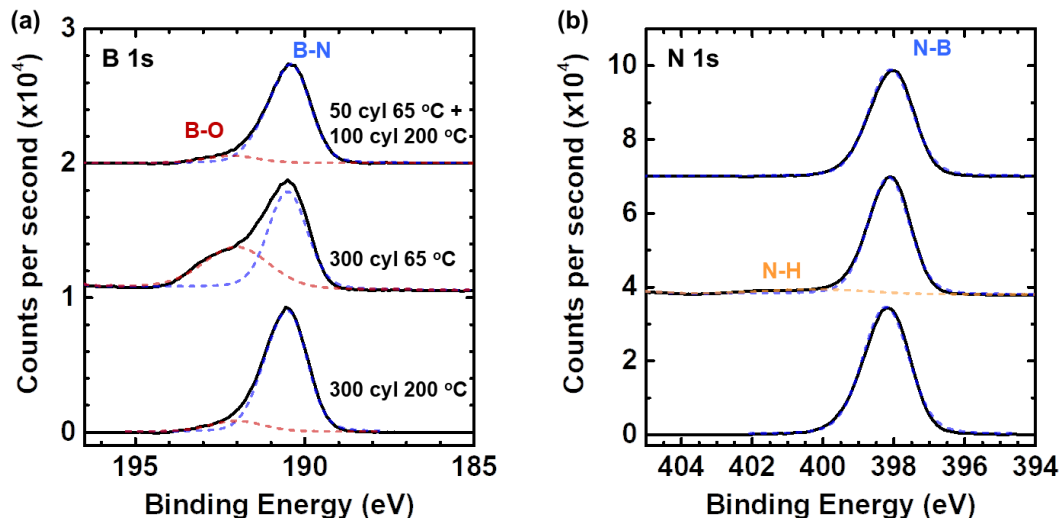 (a)
B 1s
B-N
B-O
50 cyl 65 °C +
100 cyl 200 °C
300 cyl 65 °C
300 cyl 200 °C
Counts per second (x10⁴)
3
2
1
0
195 190 185
Binding Energy (eV)
(b)
N 1s
N-B
N-H
Counts per second (x10⁴)
10
8
6
4
2
0
404 402 400 398 396 394
Binding Energy (eV)